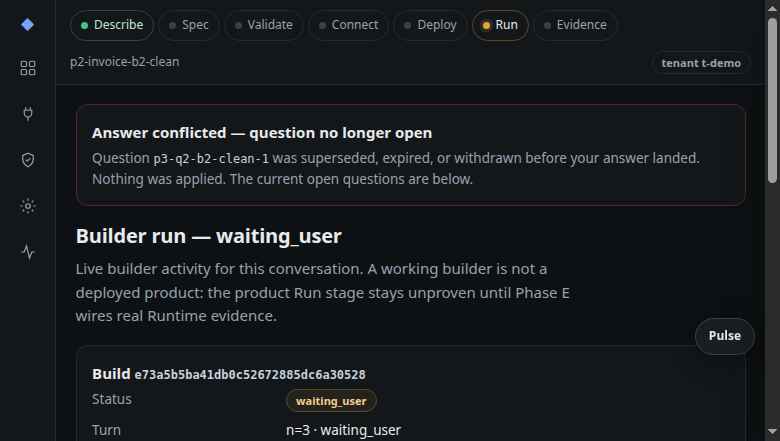 Describe
Spec
Validate
Connect
Deploy
Run
Evidence
p2-invoice-b2-clean
tenant t-demo
Answer conflicted — question no longer open
Question p3-q2-b2-clean-1 was superseded, expired, or withdrawn before your answer landed.
Nothing was applied. The current open questions are below.
Builder run — waiting_user
Live builder activity for this conversation. A working builder is not a
deployed product: the product Run stage stays unproven until Phase E
wires real Runtime evidence.
Pulse
Build e73a5b5ba41db0c52672885dc6a30528
Status
waiting_user
Turn
n=3 · waiting_user